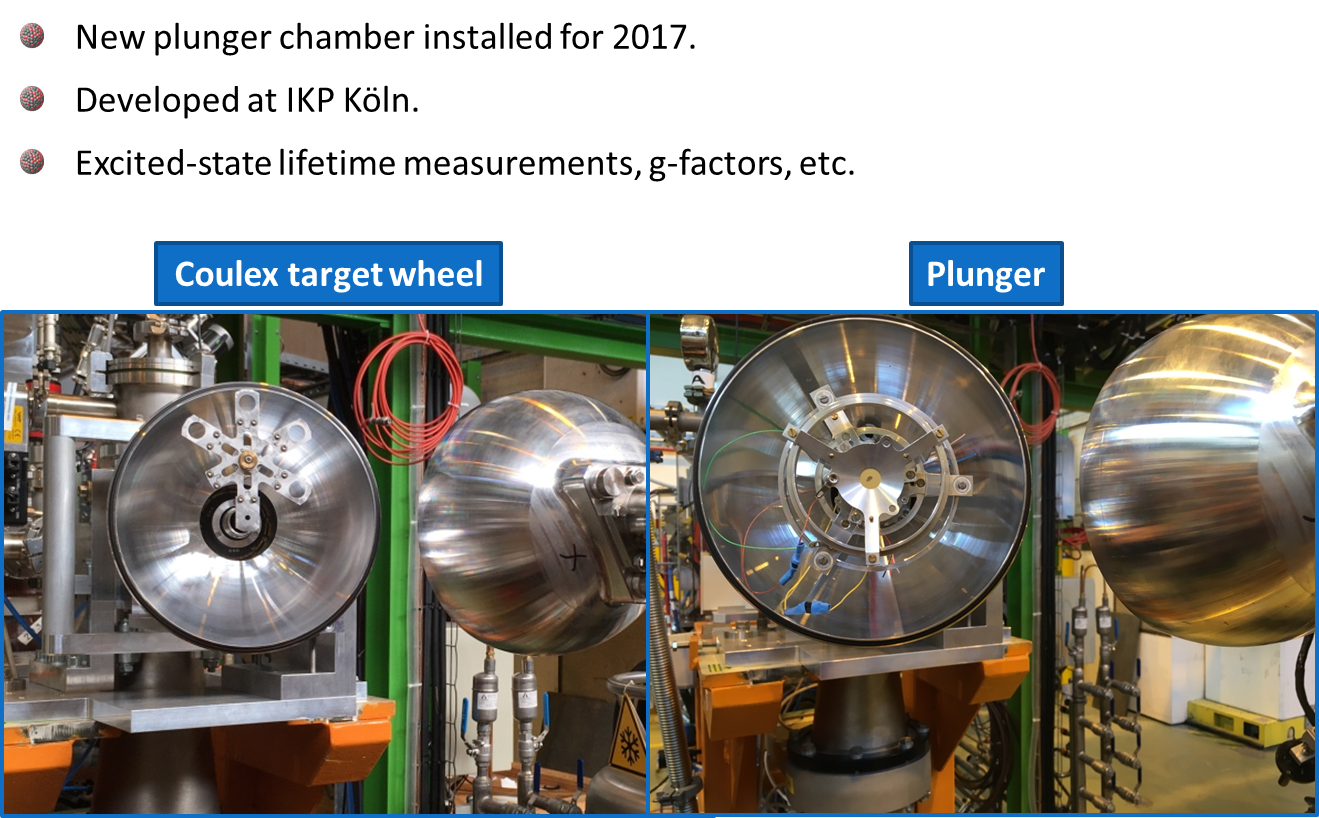 New plunger chamber installed for 2017.
Developed at IKP Köln.
Excited-state lifetime measurements, g-factors, etc.
Coulex target wheel
Plunger
A